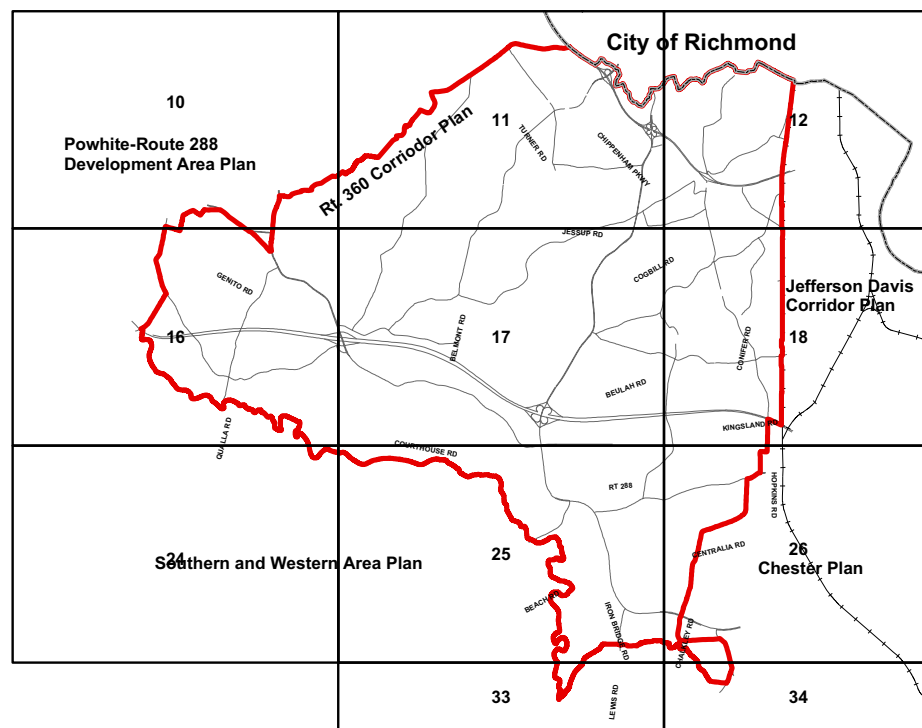 City of Richmond
10
11
12
Powhite-Route 288
Development Area Plan
Rt. 360 Corriodor Plan
TURNER RD
CHIPPENHAM PKWY
JESSUP RD
GENITO RD
COGBILL RD
Jefferson Davis
Corridor Plan
16
17
18
BELMONT RD
CONIFER RD
BEULAH RD
QUALLA RD
KINGSLAND RD
COURTHOUSE RD
RT 288
HOPKINS RD
24
25
26
Southern and Western Area Plan
CENTRALIA RD
Chester Plan
BEACH RD
IRON BRIDGE RD
CHALKLEY RD
33
34
LEWIS RD